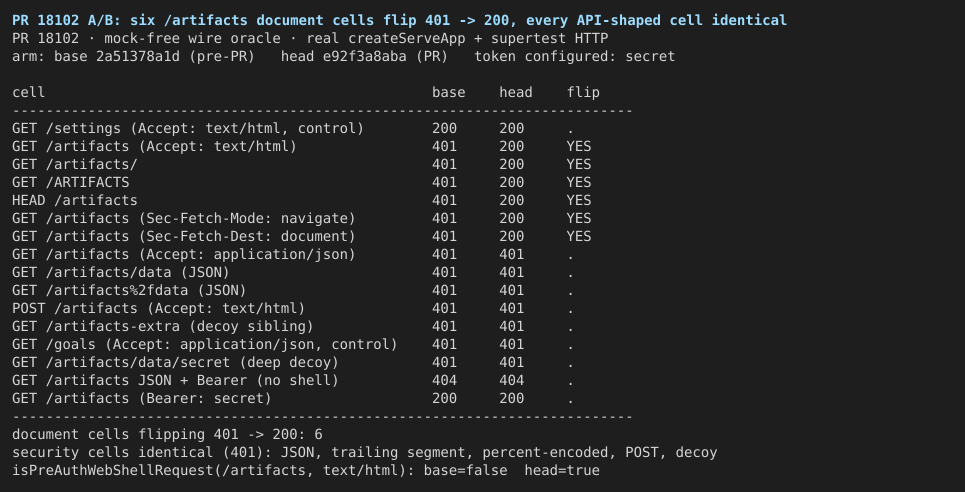 PR 18102 A/B: six /artifacts document cells flip 401 -> 200, every API-shaped cell identical
PR 18102 · mock-free wire oracle · real createServeApp + supertest HTTP
arm: base 2a51378a1d (pre-PR)   head e92f3a8aba (PR)   token configured: secret
cell                                                  base    head    flip
--------------------------------------------------------------------------
GET /settings (Accept: text/html, control)        200     200     .
GET /artifacts (Accept: text/html)                401     200     YES
GET /artifacts/                                   401     200     YES
GET /ARTIFACTS                                    401     200     YES
HEAD /artifacts                                   401     200     YES
GET /artifacts (Sec-Fetch-Mode: navigate)         401     200     YES
GET /artifacts (Sec-Fetch-Dest: document)         401     200     YES
GET /artifacts (Accept: application/json)         401     401     .
GET /artifacts/data (JSON)                        401     401     .
GET /artifacts%2fdata (JSON)                      401     401     .
POST /artifacts (Accept: text/html)               401     401     .
GET /artifacts-extra (decoy sibling)              401     401     .
GET /goals (Accept: application/json, control)    401     401     .
GET /artifacts/data/secret (deep decoy)           401     401     .
GET /artifacts JSON + Bearer (no shell)           404     404     .
GET /artifacts (Bearer: secret)                   200     200     .
--------------------------------------------------------------------------
document cells flipping 401 -> 200: 6
security cells identical (401): JSON, trailing segment, percent-encoded, POST, decoy
isPreAuthWebShellRequest(/artifacts, text/html): base=false  head=true